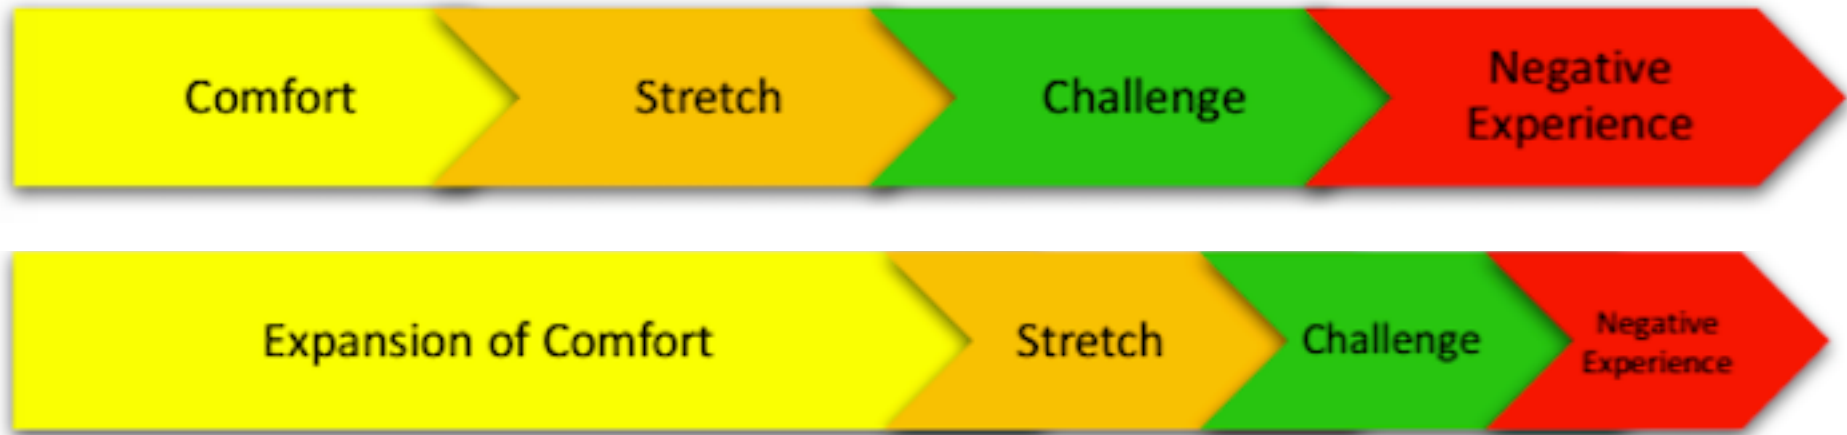 Comfort
Stretch
Challenge
Negative
Experience
Expansion of Comfort
Stretch
Challenge
Negative
Experience